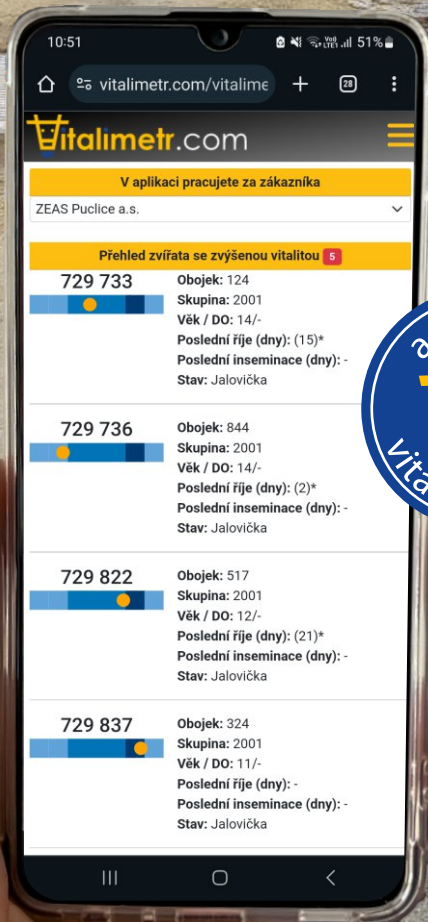 10:51
51%
vitalimetr.com/vitalime
28
Vitalimetr.com
V aplikaci pracujete za zákazníka
ZEAS Puclice a.s.
Přehled zvířata se zvýšenou vitalitou 5
729 733
Obojek: 124
Skupina: 2001
Věk / DO: 14/-
Poslední říje (dny): (15)*
Poslední inseminace (dny): -
Stav: Jalovička
729 736
Obojek: 844
Skupina: 2001
Věk / DO: 14/-
Poslední říje (dny): (2)*
Poslední inseminace (dny): -
Stav: Jalovička
729 822
Obojek: 517
Skupina: 2001
Věk / DO: 12/-
Poslední říje (dny): (21)*
Poslední inseminace (dny): -
Stav: Jalovička
729 837
Obojek: 324
Skupina: 2001
Věk / DO: 11/-
Poslední říje (dny): -
Poslední inseminace (dny): -
Stav: Jalovička